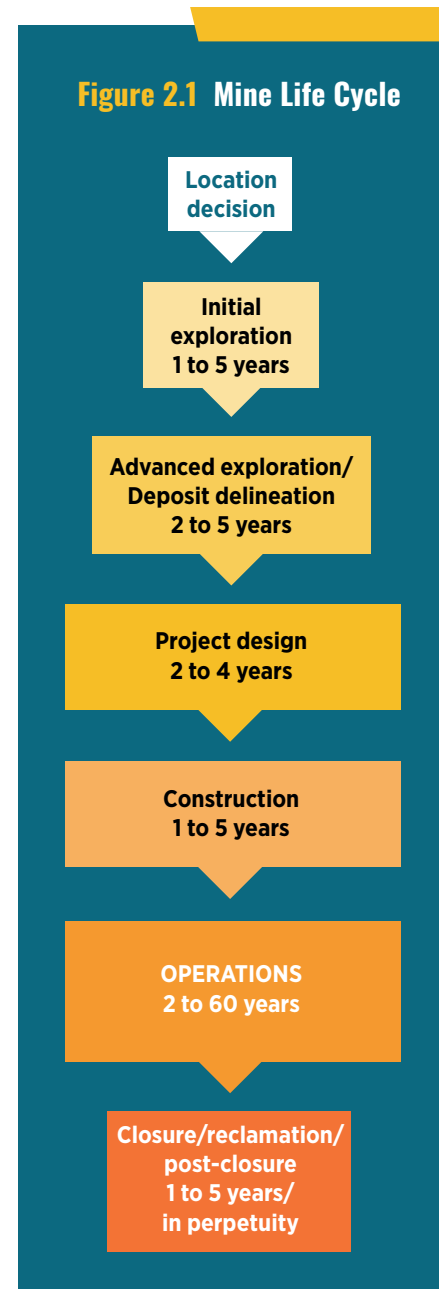 Figure 2.1 Mine Life Cycle
Location
decision
Initial
exploration
1 to 5 years
Advanced exploration/
Deposit delineation
2 to 5 years
Project design
2 to 4 years
Construction
1 to 5 years
OPERATIONS
2 to 60 years
Closure/reclamation/
post-closure
1 to 5 years/
in perpetuity